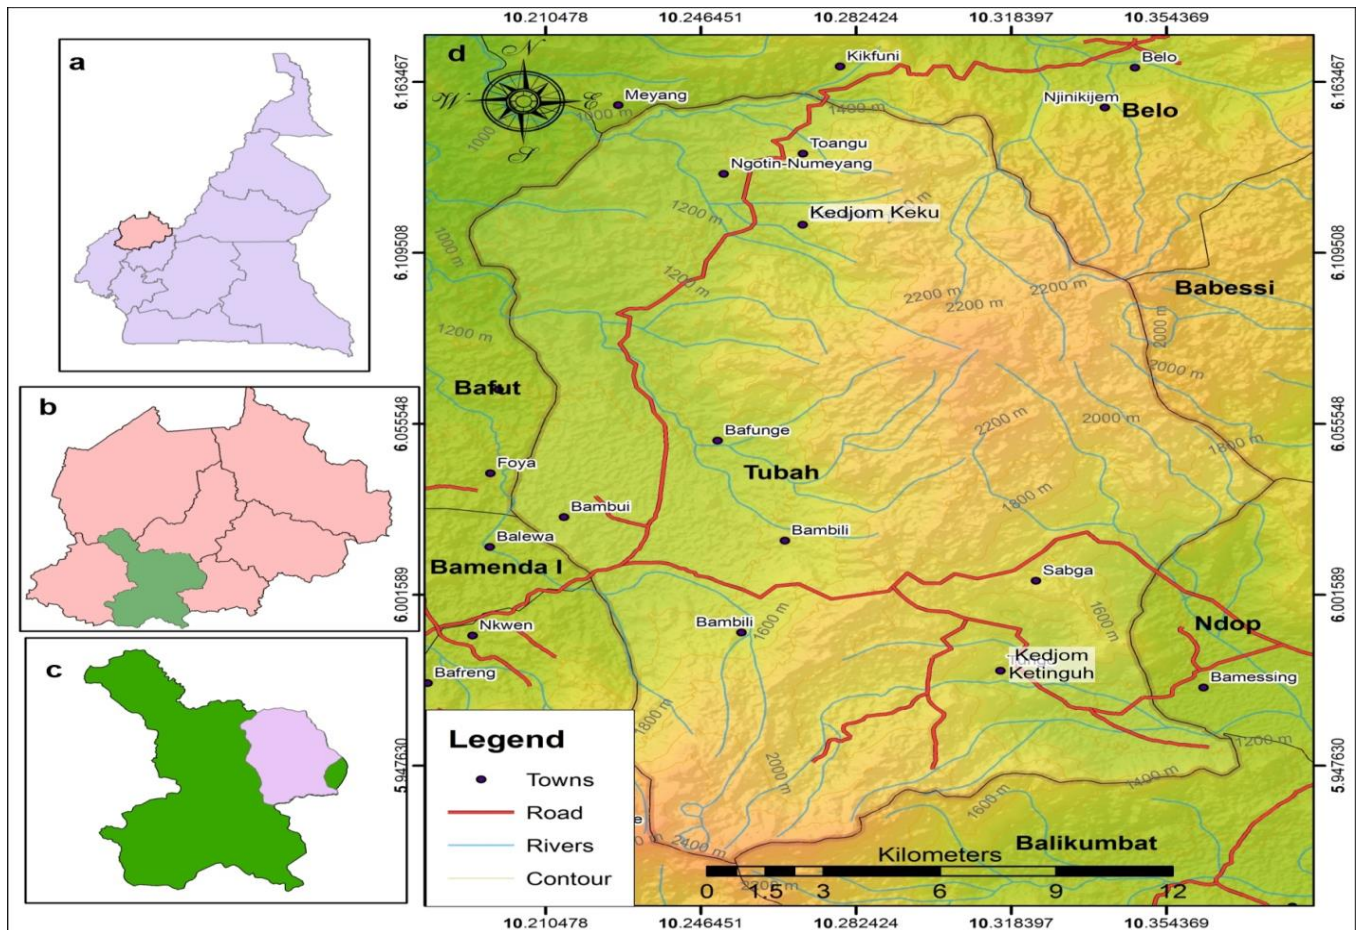 a
b
c
d
10.210478
10.246451
10.282424
10.318397
10.354369
6.163467
6.109508
6.055548
6.001589
5.947630
6.163467
6.109508
6.055548
6.001589
5.947630
N
W
E
S
Kikfuni
Belo
Meyang
1000 m
1400 m
Njinikijem
Belo
1000
Toangu
Ngotin-Numeyang
1200 m
Kedjom Keku
1000 m
1200 m
2200 m
2200 m
2200 m
Babessi
1200 m
2000 m
2000 m
Bafut
2200 m
2000 m
Bafunge
1800 m
Foya
Tubah
1800 m
Bambui
Balewa
Bambili
Bamenda I
Sabga
1600 m
1600 m
Nkwen
Bambili
Ndop
Kedjom
Ketinguh
Bafreng
Bamessing
1800 m
1200 m
2000 m
1400 m
1600 m
e
2400 m
Balikumbat
Legend
Towns
Road
Rivers
Contour
Kilometers
0 1.5 3 6 9 12
10.210478
10.246451
10.282424
10.318397
10.354369